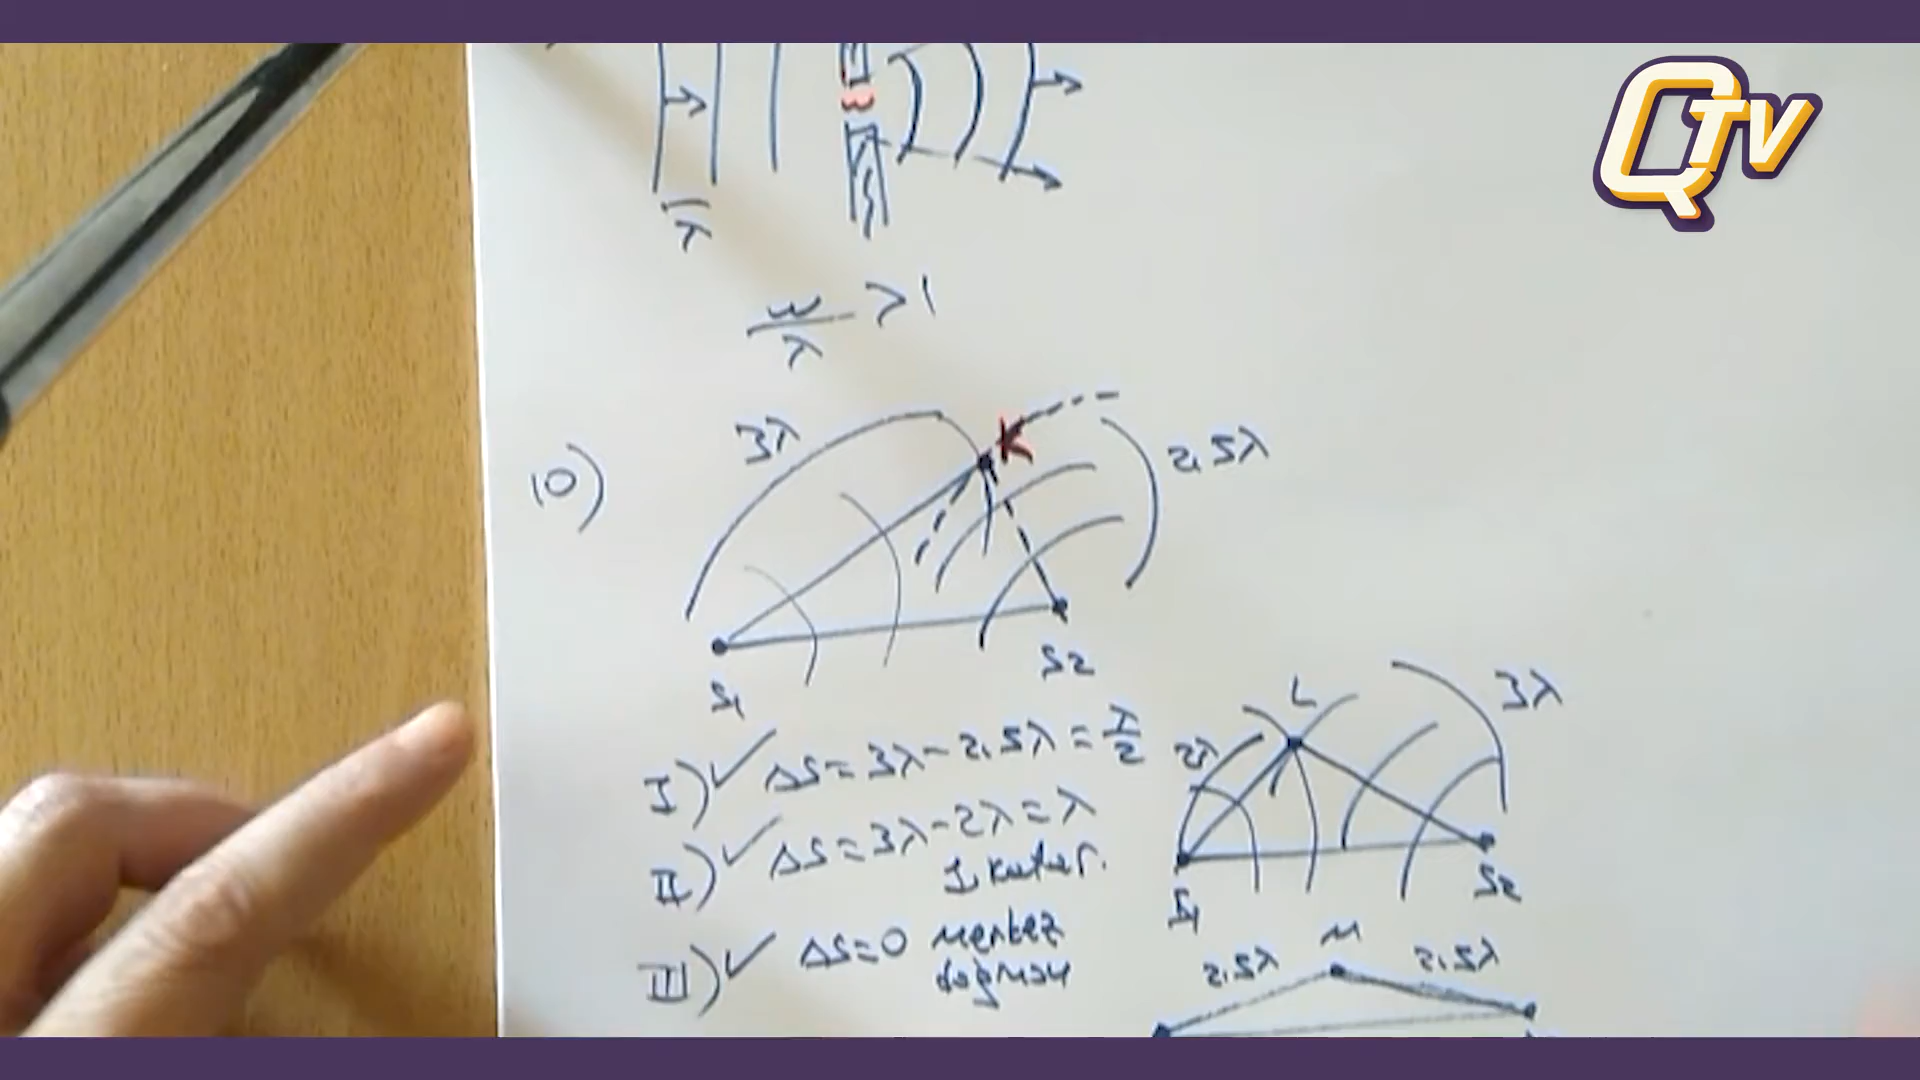 QTV
λ
w
w/λ > 1
10)
3λ
K
2,5λ
S1
S2
I) ✓ ΔS = 3λ - 2,5λ = λ/2
II) ✓ ΔS = 3λ - 2λ = λ
1. katar.
III) ✓ ΔS = 0 merkez
doğrusu
L
2λ
3λ
S1
S2
M
2,5λ
2,5λ